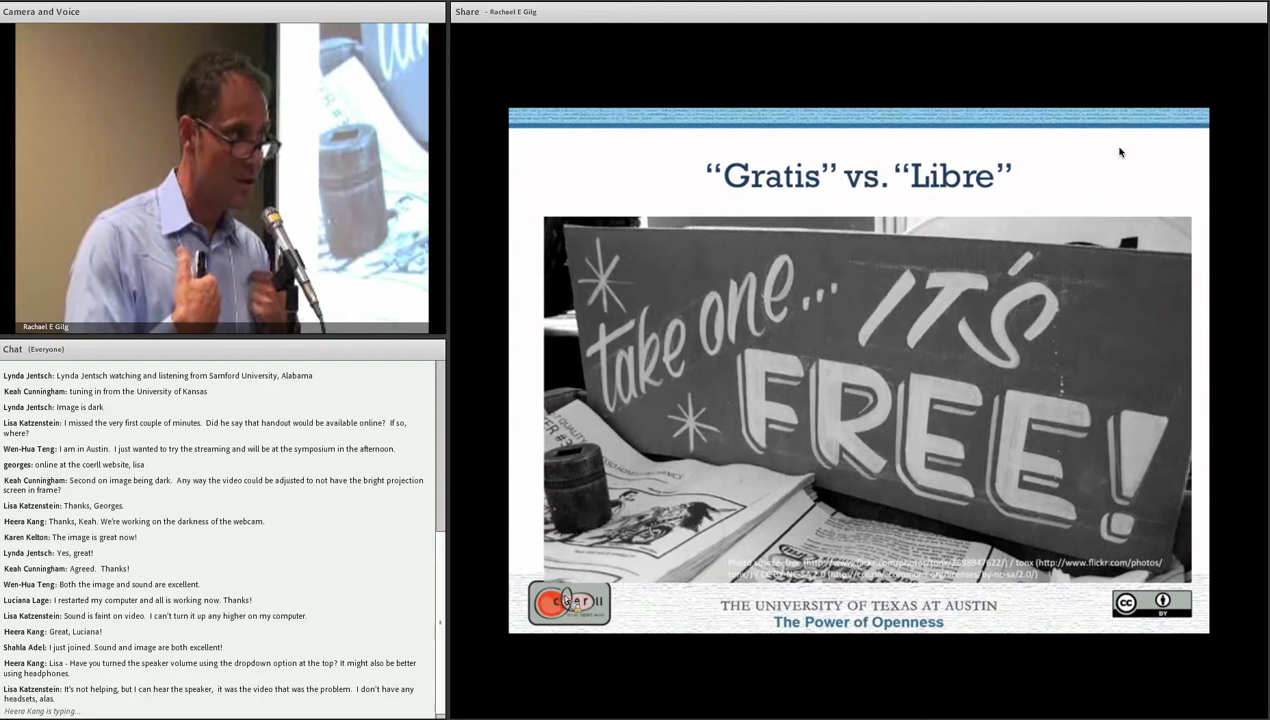 Camera and Voice
Rachael E Gilg
Chat (Everyone)
Lynda Jentsch: Lynda Jentsch watching and listening from Samford University, Alabama
Keah Cunningham: tuning in from the University of Kansas
Lynda Jentsch: Image is dark
Lisa Katzenstein: I missed the very first couple of minutes. Did he say that handout would be available online? If so,
where?
Wen-Hua Teng: I am in Austin. I just wanted to try the streaming and will be at the symposium in the afternoon.
georges: online at the coerll website, lisa
Keah Cunningham: Second on image being dark. Any way the video could be adjusted to not have the bright projection
screen in frame?
Lisa Katzenstein: Thanks, Georges.
Heera Kang: Thanks, Keah. We're working on the darkness of the webcam.
Karen Kelton: The image is great now!
Lynda Jentsch: Yes, great!
Keah Cunningham: Agreed. Thanks!
Wen-Hua Teng: Both the image and sound are excellent.
Luciana Lage: I restarted my computer and all is working now. Thanks!
Lisa Katzenstein: Sound is faint on video. I can't turn it up any higher on my computer.
Heera Kang: Great, Luciana!
Shahla Adel: I just joined. Sound and image are both excellent!
Heera Kang: Lisa - Have you turned the speaker volume using the dropdown option at the top? It might also be better
using headphones.
Lisa Katzenstein: It's not helping, but I can hear the speaker, it was the video that was the problem. I don't have any
headsets, alas.
Heera Kang is typing...
Share - Rachael E Gilg
“Gratis” vs. “Libre”
take one... IT'S
FREE!
THE UNIVERSITY OF TEXAS AT AUSTIN
The Power of Openness
cc
BY